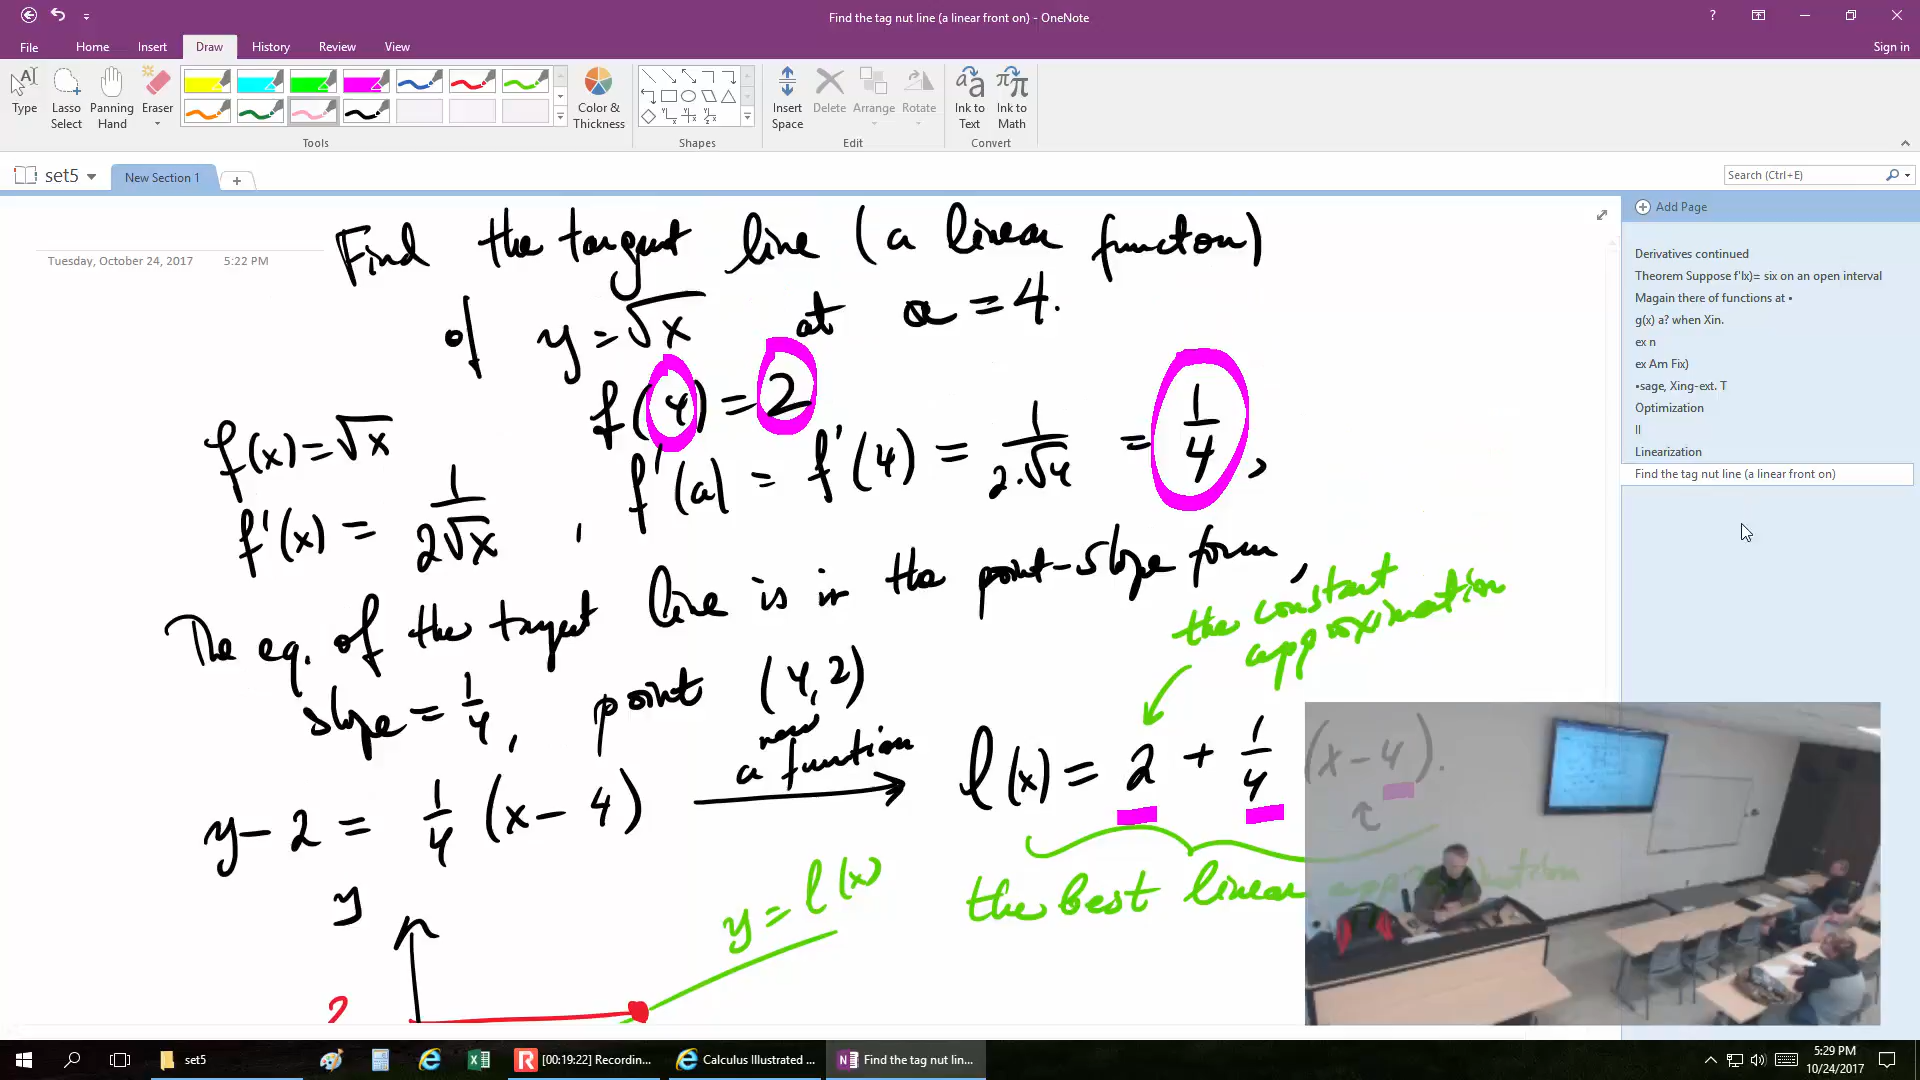 Find the tag nut line (a linear front on) - OneNote
?
File
Home
Insert
Draw
History
Review
View
Sign in
Type
Lasso Select
Panning Hand
Eraser
Color & Thickness
Insert Space
Delete
Arrange
Rotate
Ink to Text
Ink to Math
Tools
Shapes
Edit
Convert
set5
New Section 1
Search (Ctrl+E)
Add Page
Derivatives continued
Theorem Suppose f'lx)= six on an open interval
Magain there of functions at •
g(x) a? when Xin.
ex n
ex Am Fix)
•sage, Xing-ext. T
Optimization
II
Linearization
Find the tag nut line (a linear front on)
Tuesday, October 24, 2017 5:22 PM
Find the tangent line (a linear functon)
of y = √x at a = 4.
f(4) = 2
f(x) = √x
f'(a) = f'(4) = 1/(2·√4) = 1/4,
f'(x) = 1/(2√x),
The eq. of the tangent line is in the point-slope form,
the constant
approximation
slope = 1/4, point (4,2)
new
a function
y - 2 = 1/4 (x - 4)
l(x) = 2 + 1/4 (x - 4).
the best linear approximation
y
y = l(x)
2
set5
[00:19:22] Recordin...
Calculus Illustrated ...
Find the tag nut lin...
5:29 PM
10/24/2017